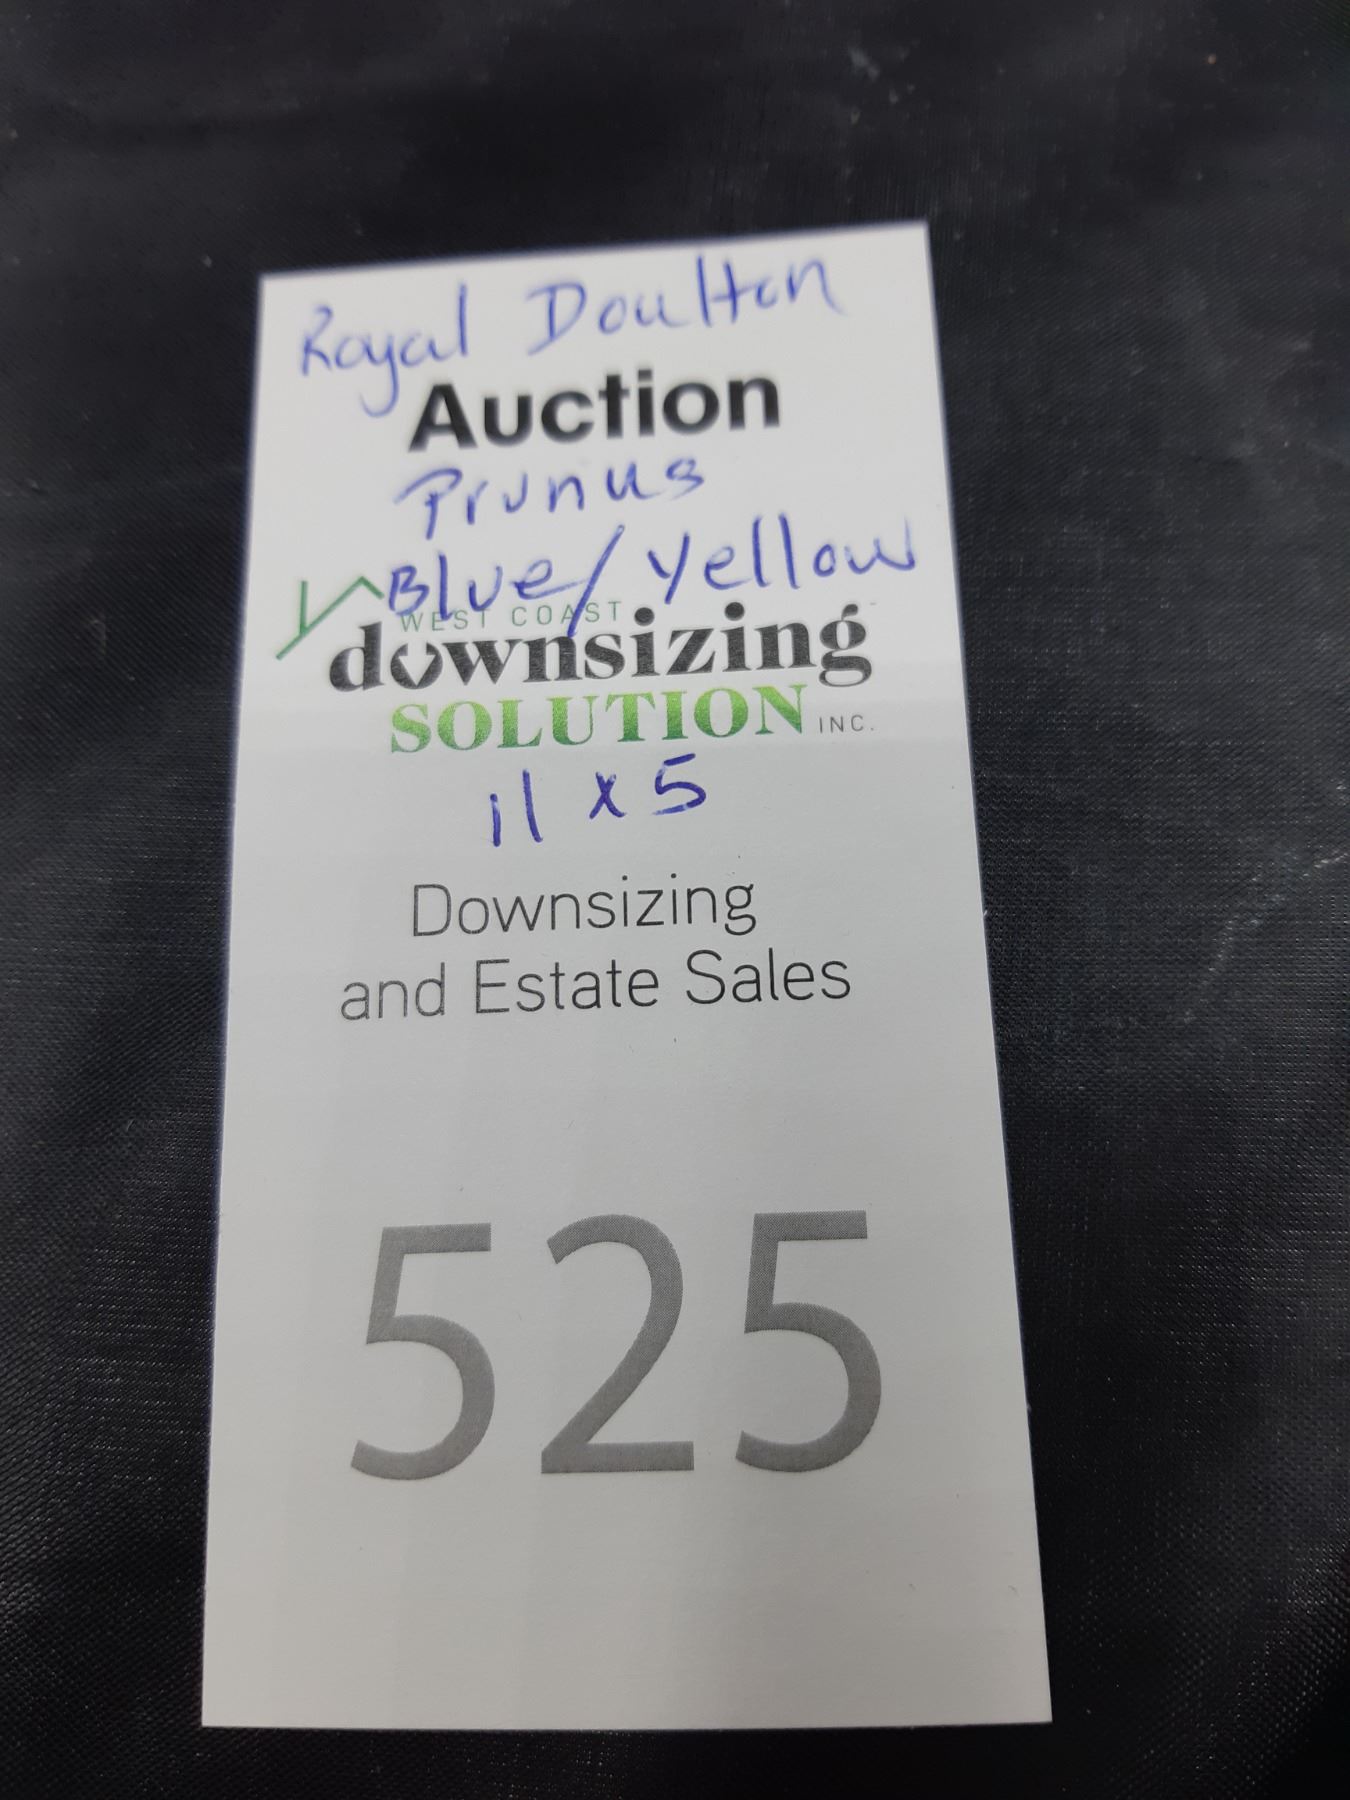 Royal Doulton
Auction
Prunus
Blue/Yellow
WEST COAST
downsizing
SOLUTION INC.
11 x 5
Downsizing
and Estate Sales
525